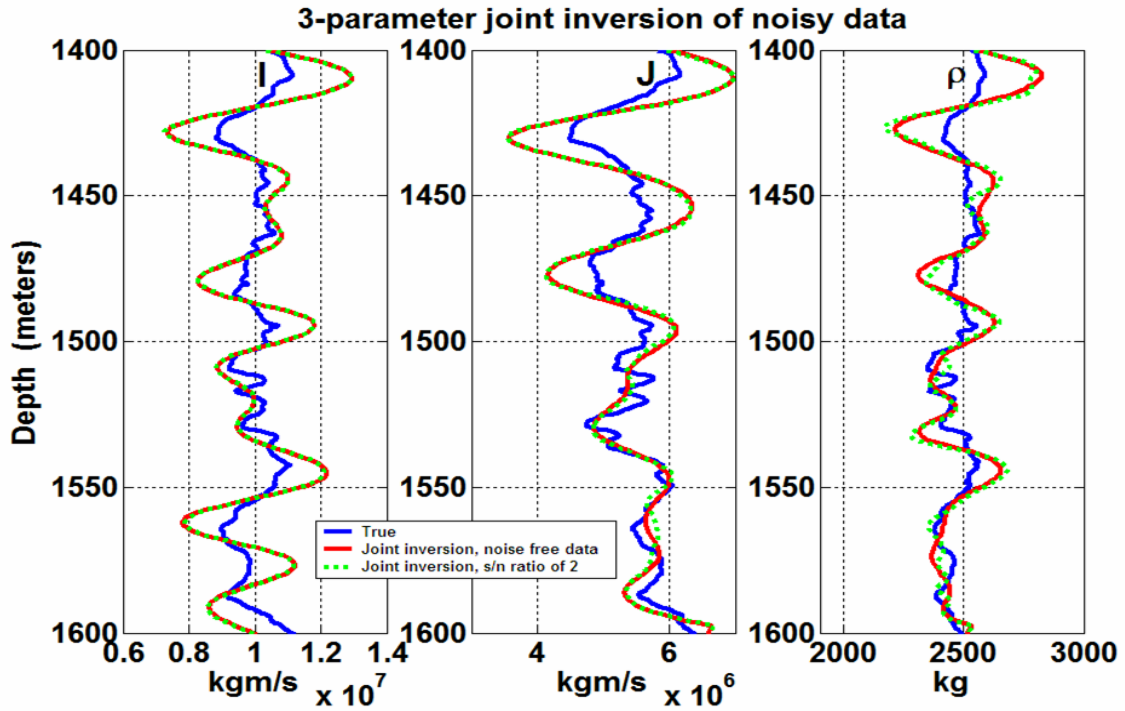 3-parameter joint inversion of noisy data
Depth (meters)
1400
1450
1500
1550
1600
I
0.6 0.8 1 1.2 1.4
kgm/s
x 10^7
1400
1450
1500
1550
1600
J
4 6
kgm/s
x 10^6
1400
1450
1500
1550
1600
ρ
2000 2500 3000
kg
True
Joint inversion, noise free data
Joint inversion, s/n ratio of 2